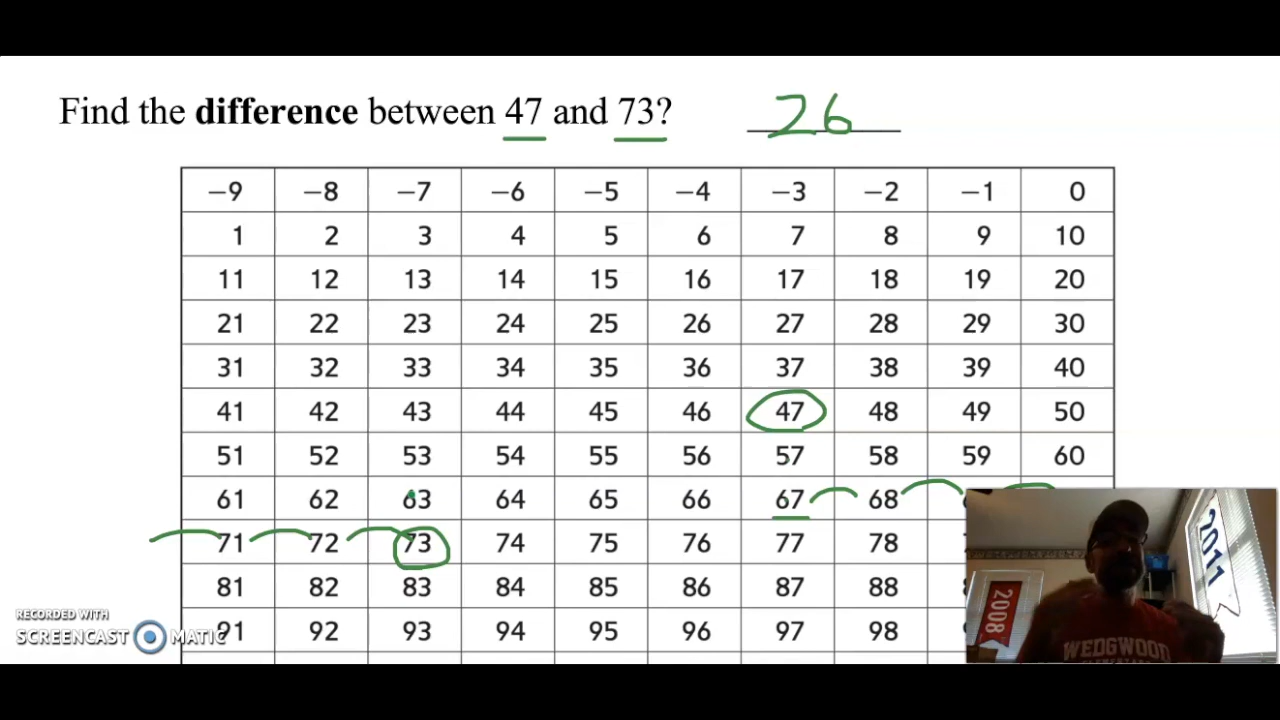 Find the difference between 47 and 73? 26
−9 −8 −7 −6 −5 −4 −3 −2 −1 0
1 2 3 4 5 6 7 8 9 10
11 12 13 14 15 16 17 18 19 20
21 22 23 24 25 26 27 28 29 30
31 32 33 34 35 36 37 38 39 40
41 42 43 44 45 46 47 48 49 50
51 52 53 54 55 56 57 58 59 60
61 62 63 64 65 66 67 68
71 72 73 74 75 76 77 78
81 82 83 84 85 86 87 88
91 92 93 94 95 96 97 98
RECORDED WITH
SCREENCAST MATIC
2011
2008
WEDGWOOD